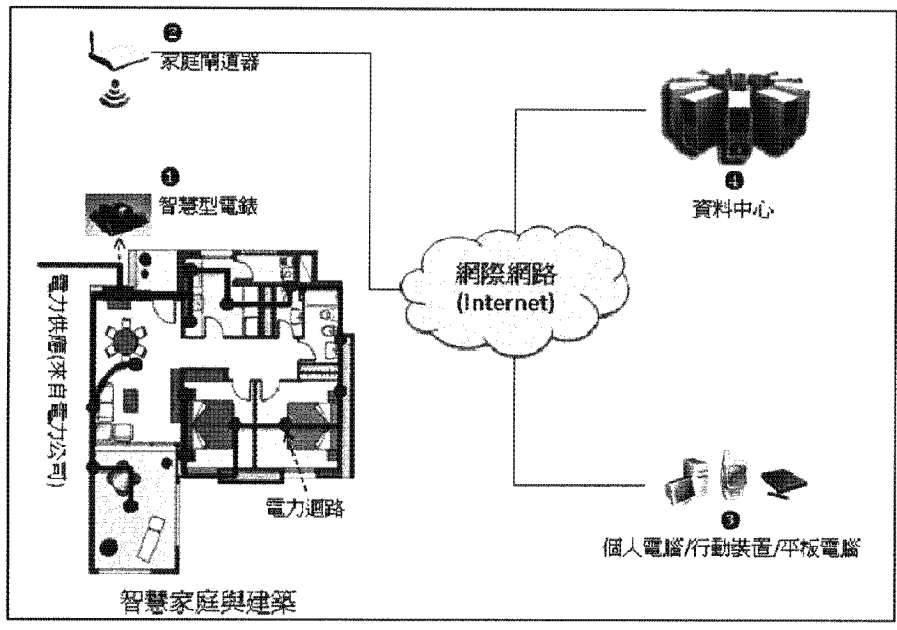 ❷
家庭閘道器
❶
智慧型電錶
電力供應(來自電力公司)
電力迴路
智慧家庭與建築
網際網路
(Internet)
❹
資料中心
❸
個人電腦/行動裝置/平板電腦